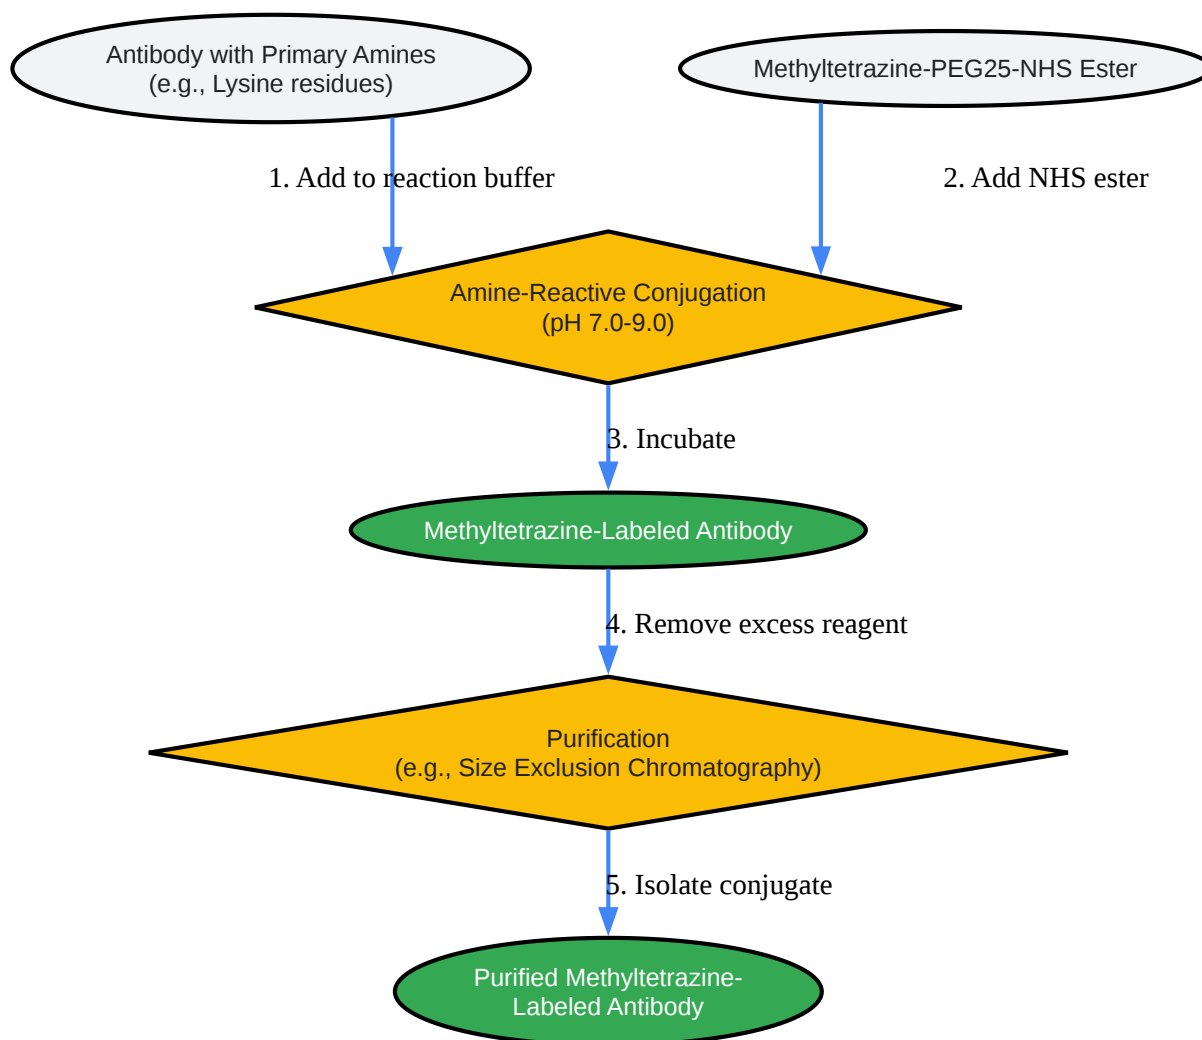 Antibody with Primary Amines
(e.g., Lysine residues)
Methyltetrazine-PEG25-NHS Ester
1. Add to reaction buffer
2. Add NHS ester
Amine-Reactive Conjugation
(pH 7.0-9.0)
3. Incubate
Methyltetrazine-Labeled Antibody
4. Remove excess reagent
Purification
(e.g., Size Exclusion Chromatography)
5. Isolate conjugate
Purified Methyltetrazine-
Labeled Antibody